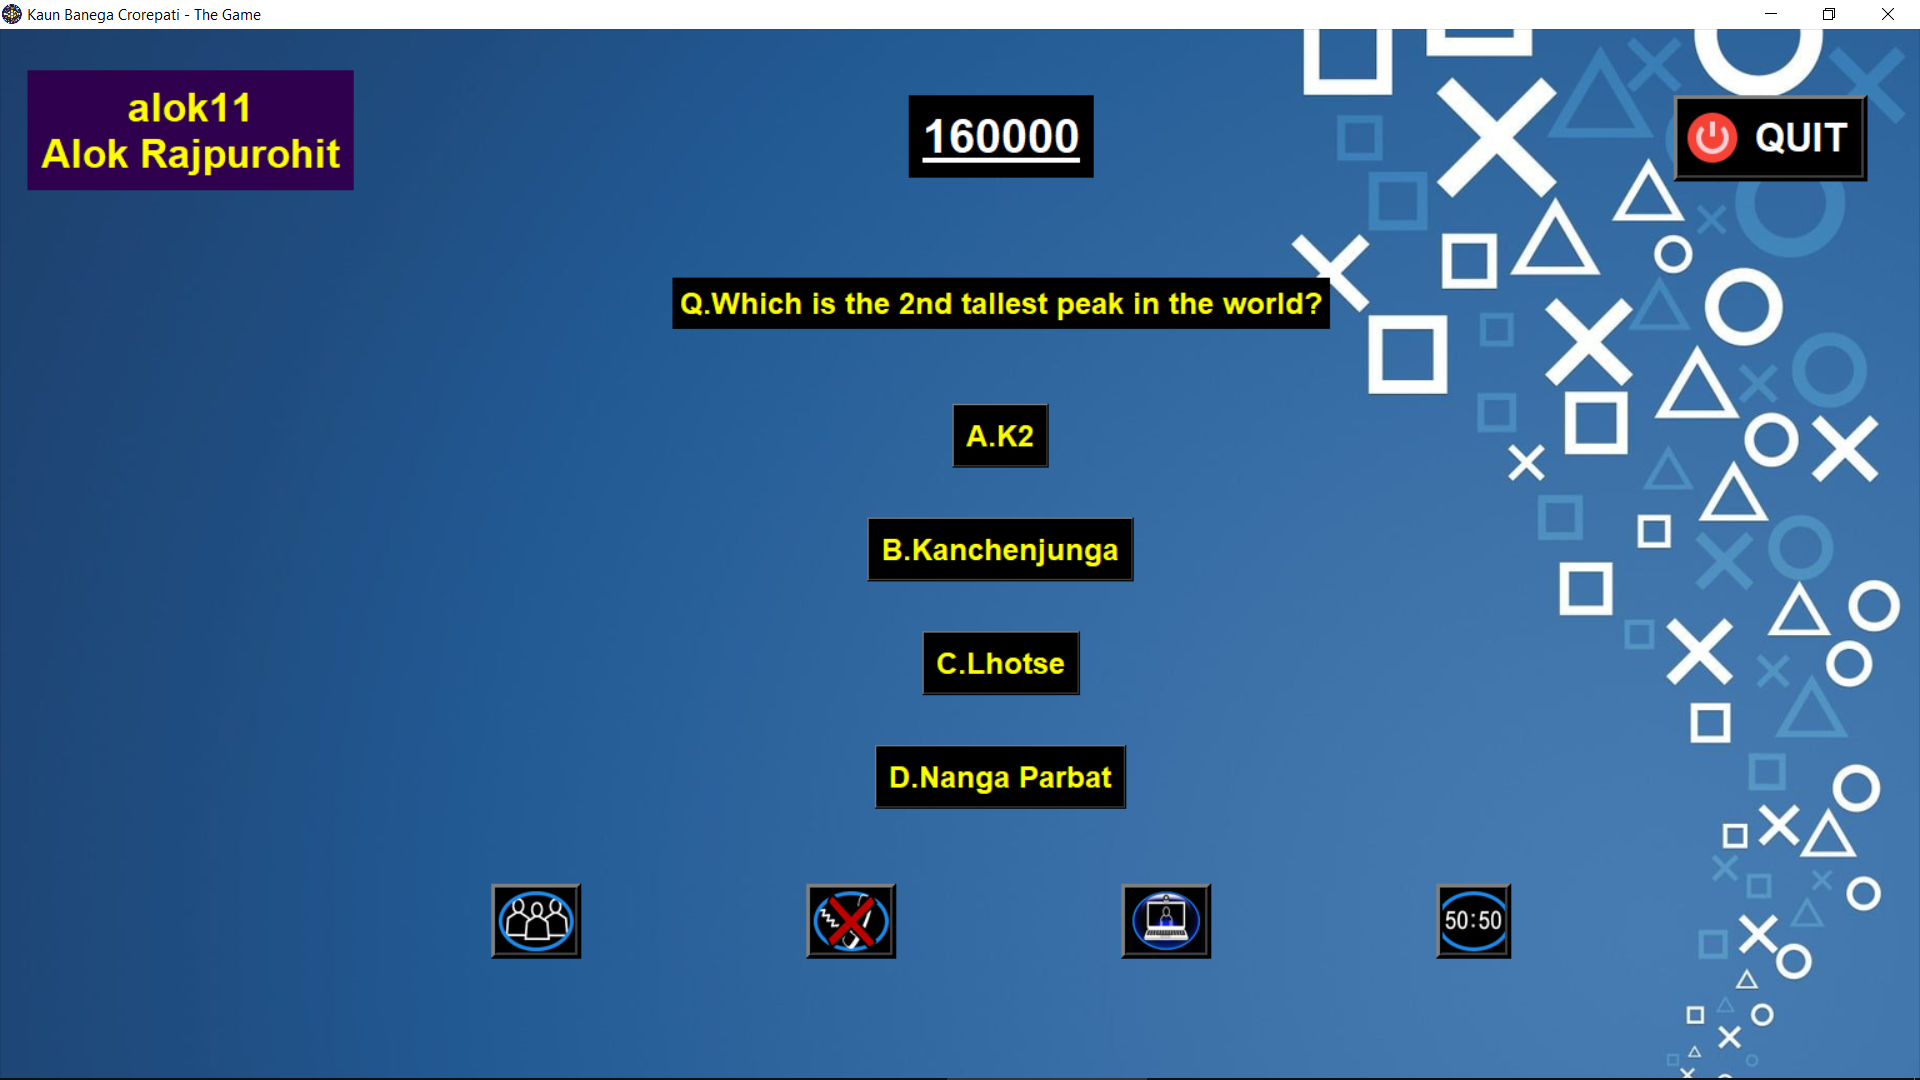 Kaun Banega Crorepati - The Game
alok11
Alok Rajpurohit
160000
QUIT
Q.Which is the 2nd tallest peak in the world?
A.K2
B.Kanchenjunga
C.Lhotse
D.Nanga Parbat
50:50